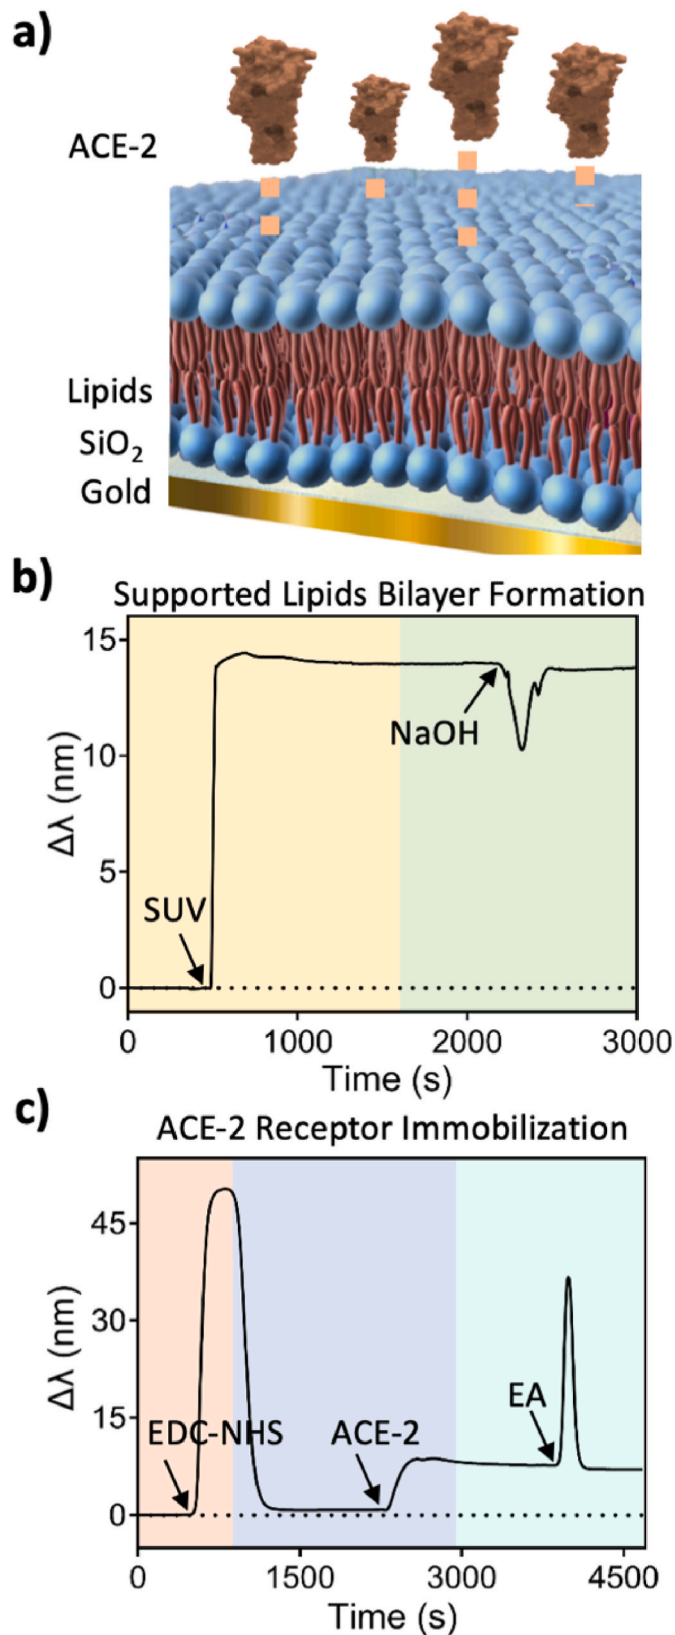 a)
ACE-2
Lipids
SiO₂
Gold
b)
Supported Lipids Bilayer Formation
15
10
5
0
Δλ (nm)
SUV
NaOH
0 1000 2000 3000
Time (s)
c)
ACE-2 Receptor Immobilization
45
30
15
0
Δλ (nm)
EDC-NHS
ACE-2
EA
0 1500 3000 4500
Time (s)